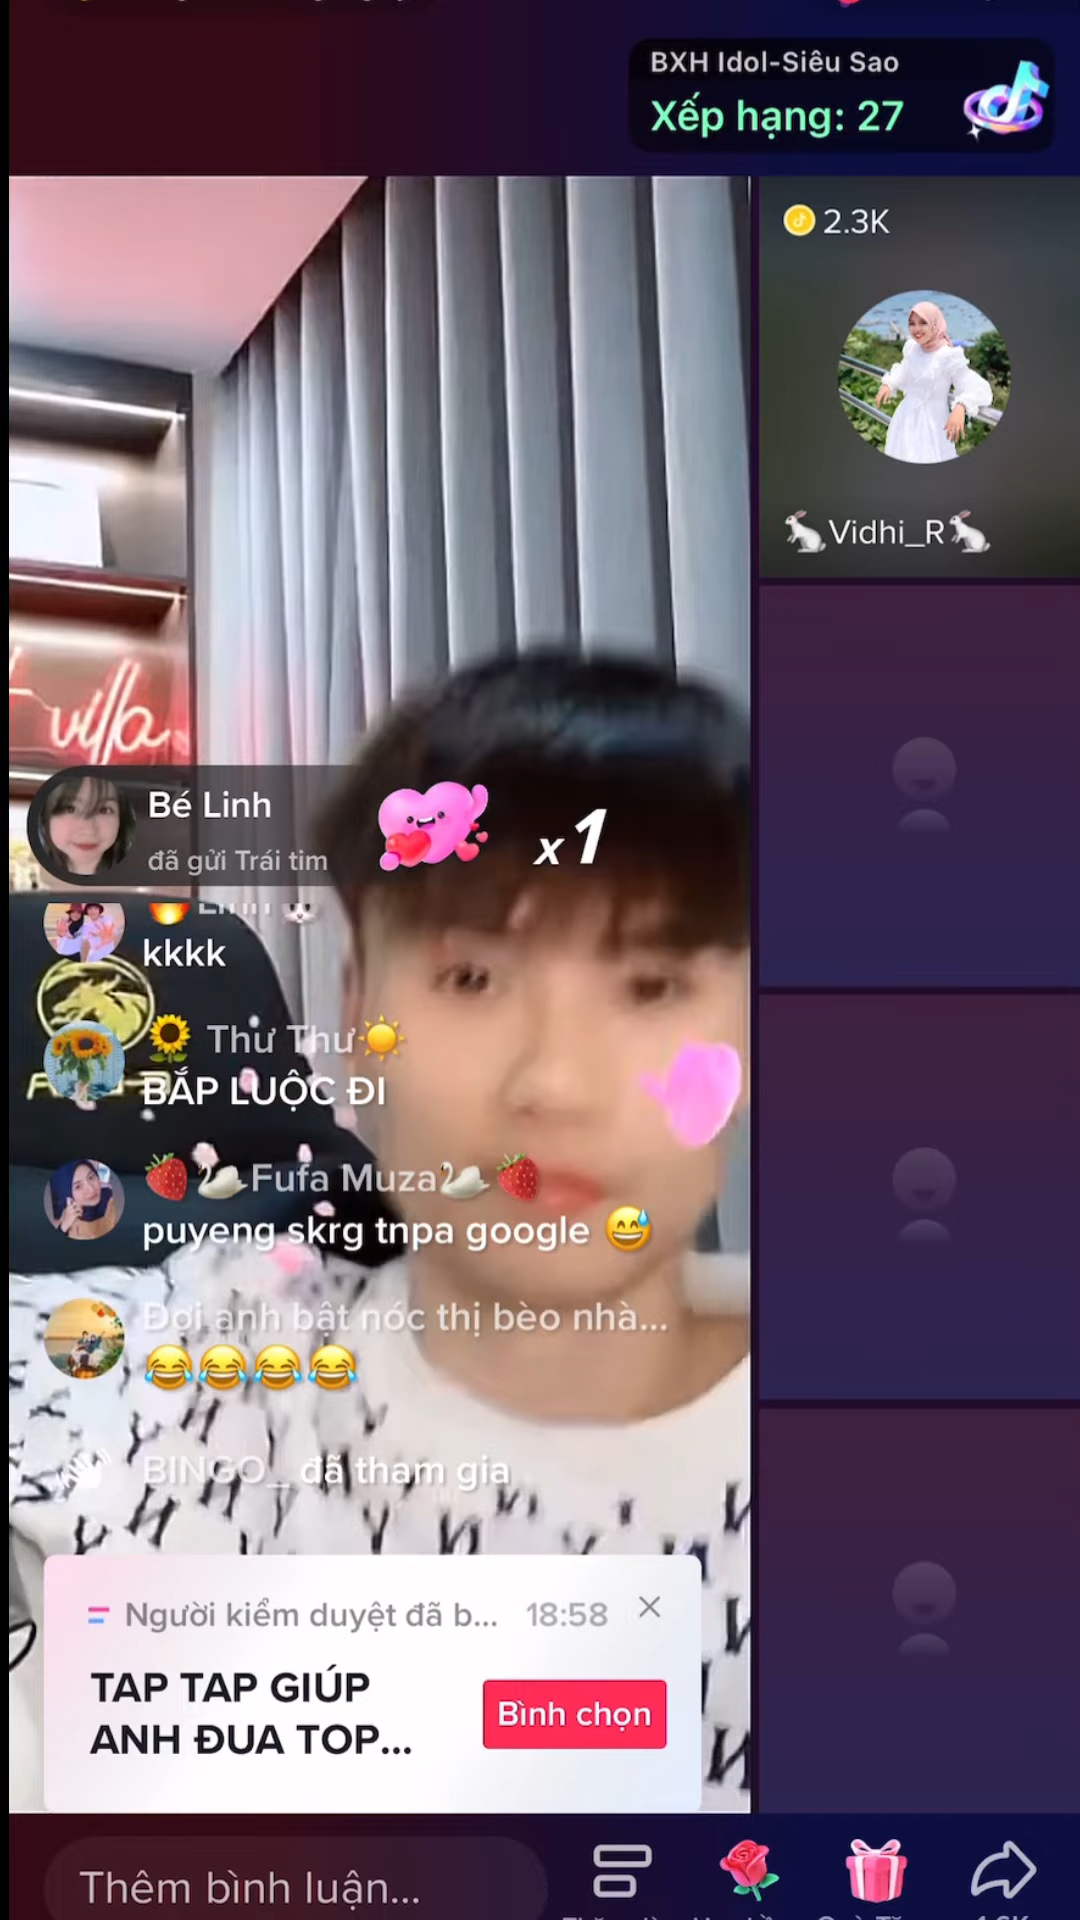 BXH Idol-Siêu Sao
Xếp hạng: 27
2.3K
🐇Vidhi_R🐇
villa
Bé Linh
đã gửi Trái tim
x1
Linh
kkkk
🌻 Thư Thư☀️
BẮP LUỘC ĐI
🍓🦢Fufa Muza🦢🍓
puyeng skrg tnpa google 😅
Đợi anh bật nóc thị bèo nhà...
😂😂😂😂
BINGO_ đã tham gia
Người kiểm duyệt đã b... 18:58
TAP TAP GIÚP
ANH ĐUA TOP...
Bình chọn
Thêm bình luận...